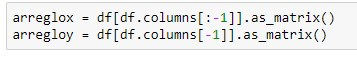 arreglox = df[df.columns[:-1]].as_matrix()
arregloy = df[df.columns[-1]].as_matrix()